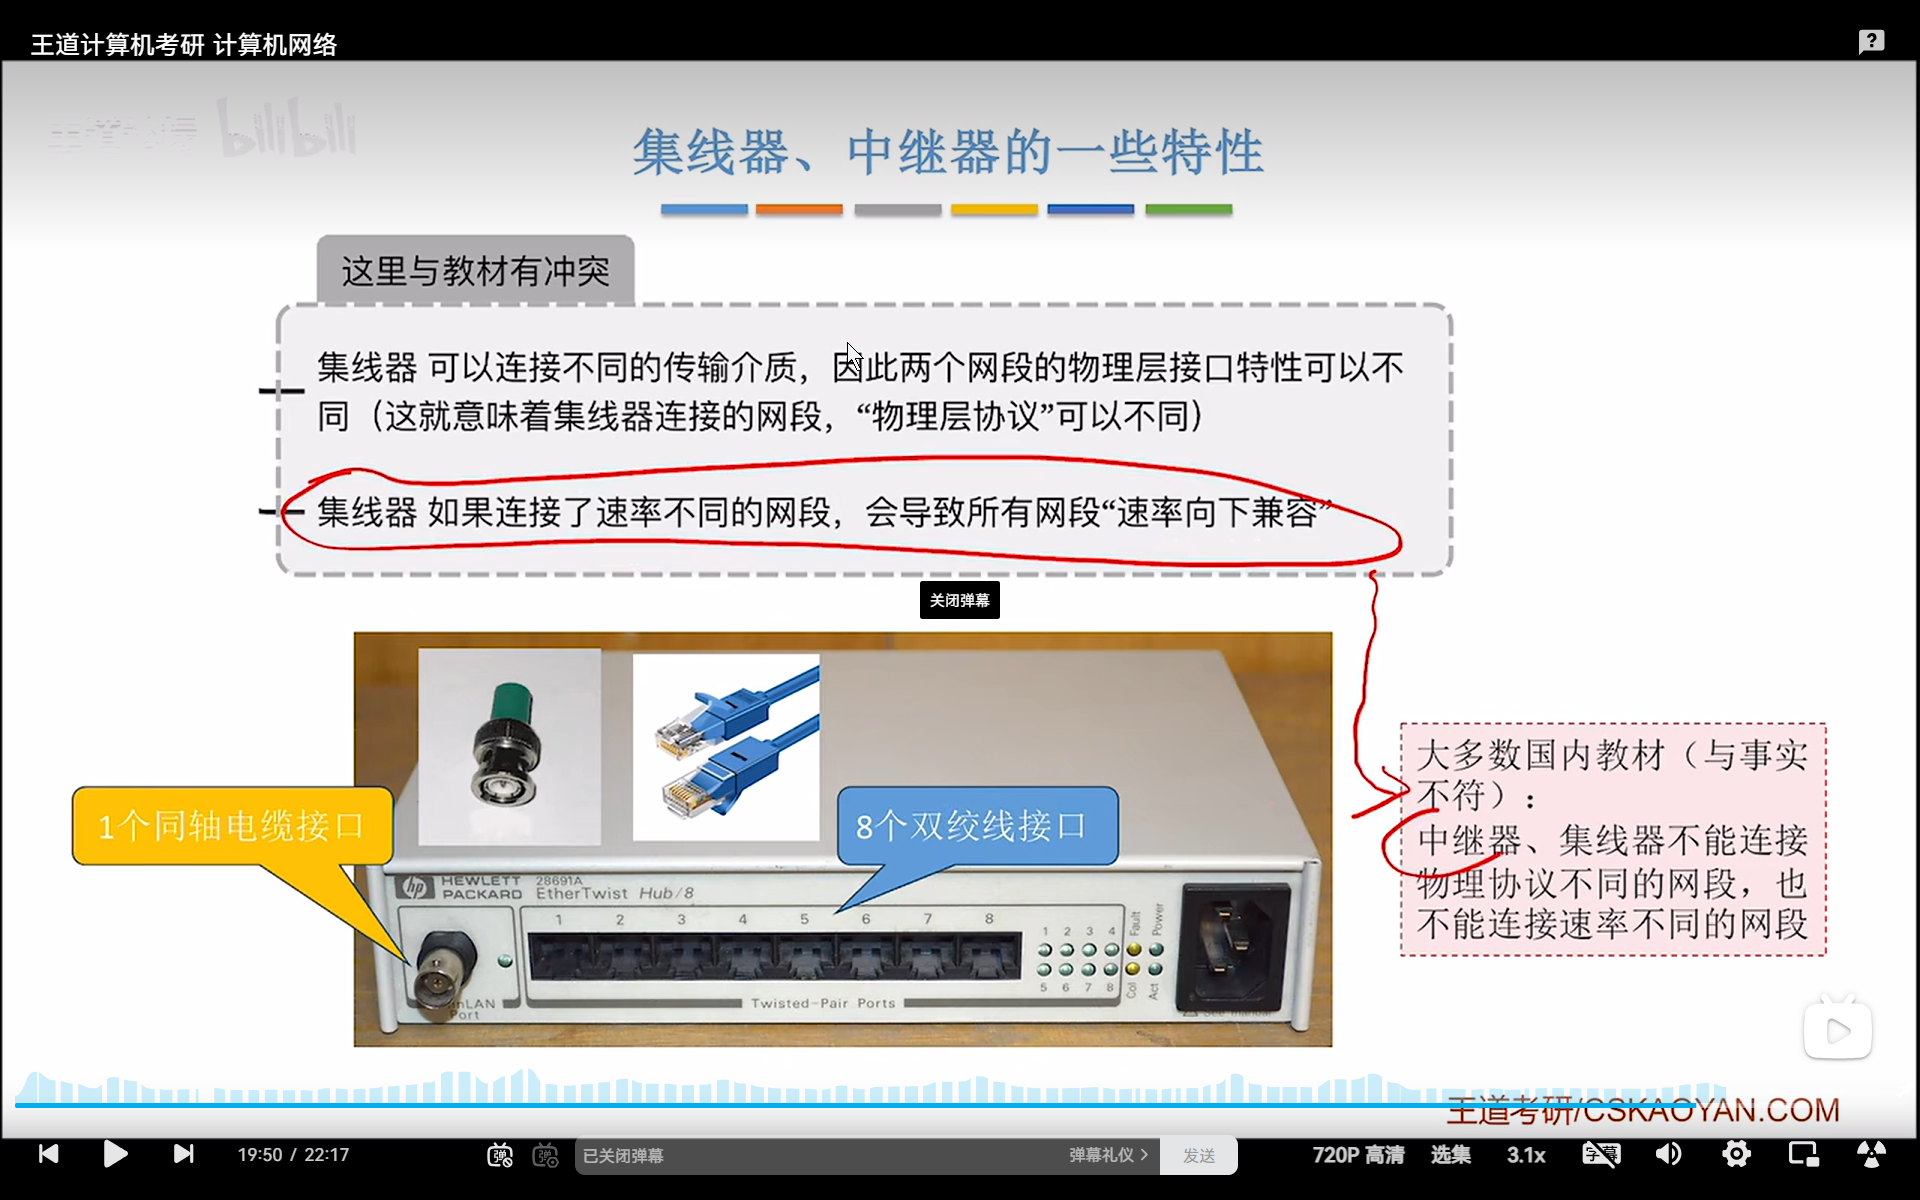 王道计算机考研 计算机网络
bilibili
集线器、中继器的一些特性
这里与教材有冲突
集线器 可以连接不同的传输介质，因此两个网段的物理层接口特性可以不
同（这就意味着集线器连接的网段，“物理层协议”可以不同）
集线器 如果连接了速率不同的网段，会导致所有网段“速率向下兼容”
关闭弹幕
大多数国内教材（与事实
不符）：
中继器、集线器不能连接
物理协议不同的网段，也
不能连接速率不同的网段
1个同轴电缆接口
8个双绞线接口
hp HEWLETT PACKARD
28691A
EtherTwist Hub/8
1 2 3 4 5 6 7 8
1 2 3 4 Fault Power
5 6 7 8 Col Act
Twisted-Pair Ports
Port
王道考研/CSKAOYAN.COM
19:50 / 22:17
弹
弹
已关闭弹幕
弹幕礼仪
发送
720P 高清
选集
3.1x
字幕